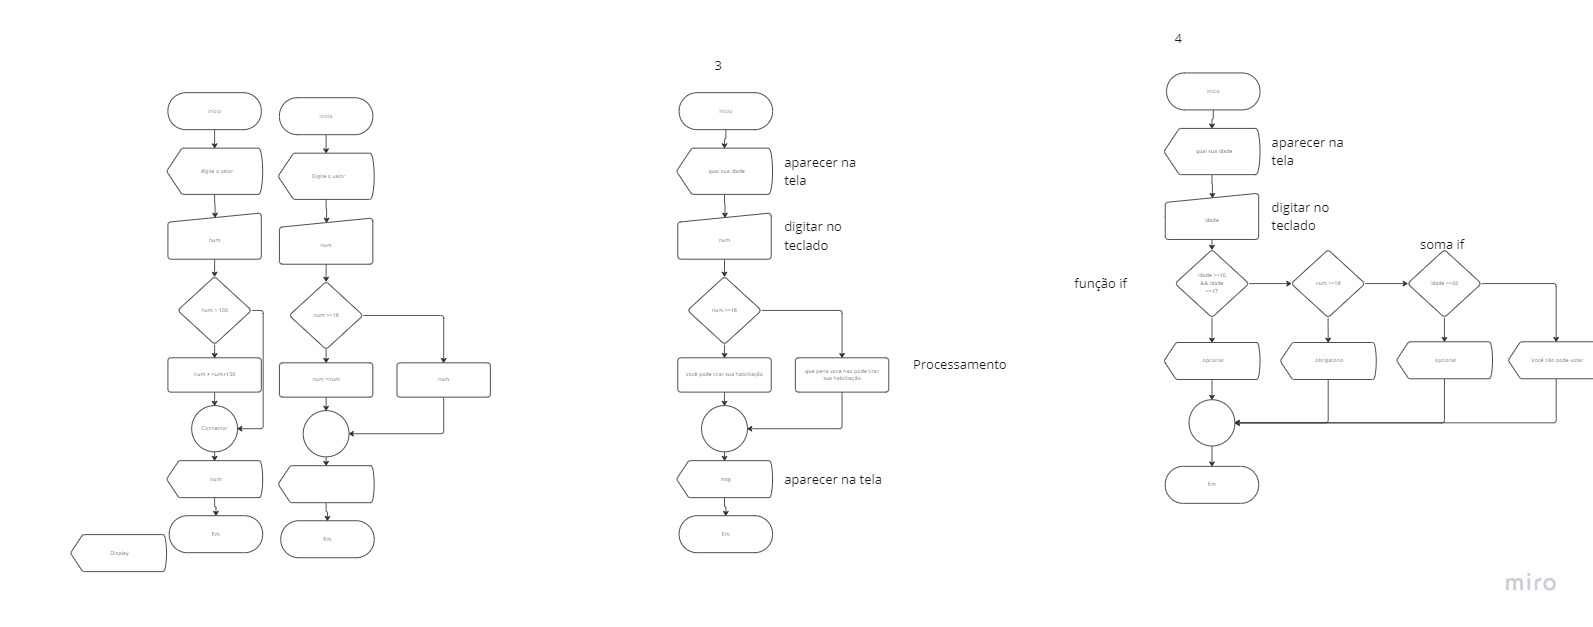 inicio
digite o valor
num
num > 100
num + num+150
Connector
num
fim
Display
inicio
Digite o valor
num
num >=18
num =num
num
fim
3
inicio
qual sua idade
aparecer na
tela
num
digitar no
teclado
num >=18
você pode tirar sua habilitação
que pena você não pode tirar
sua habilitação
Processamento
msg
aparecer na tela
fim
4
Inicio
qual sua idade
aparecer na
tela
idade
digitar no
teclado
função if
idade >=16
&& idade
<=17
num >=18
soma if
idade >=66
opcional
obrigatorio
opcional
Você não pode votar
fim
miro